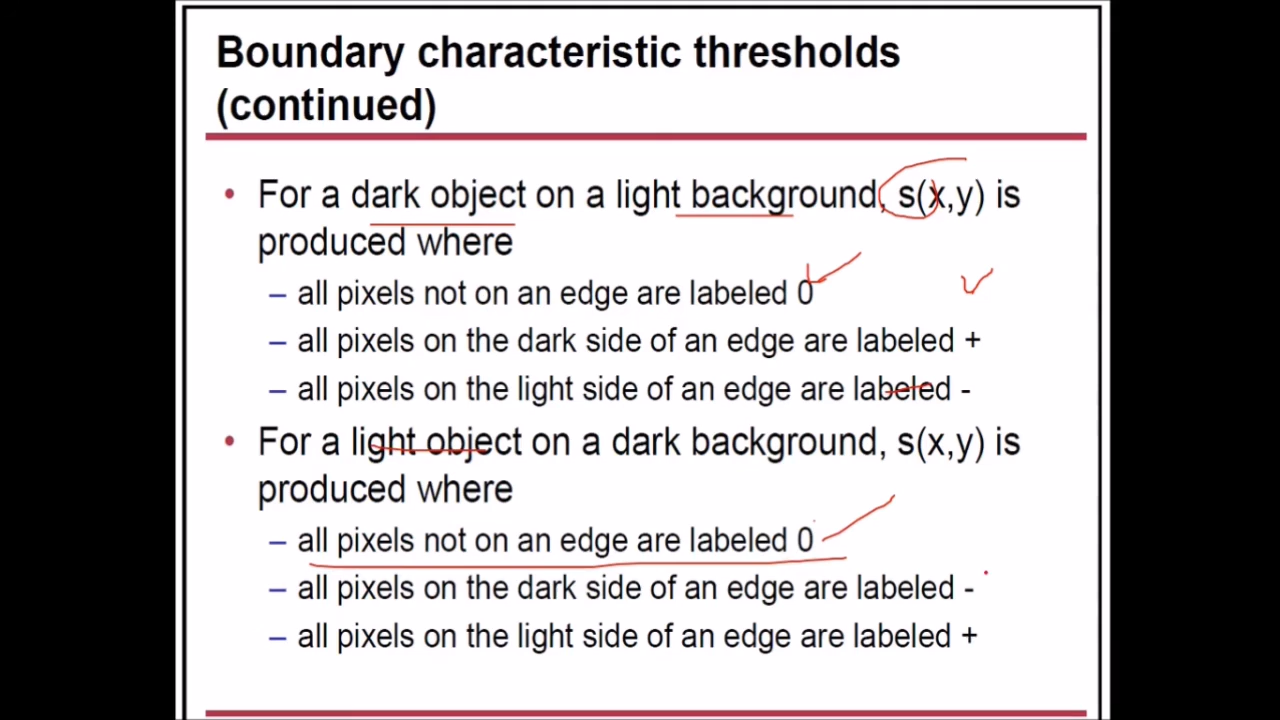 Boundary characteristic thresholds
(continued)
• For a dark object on a light background, s(x,y) is
produced where
– all pixels not on an edge are labeled 0
– all pixels on the dark side of an edge are labeled +
– all pixels on the light side of an edge are labeled -
• For a light object on a dark background, s(x,y) is
produced where
– all pixels not on an edge are labeled 0
– all pixels on the dark side of an edge are labeled -
– all pixels on the light side of an edge are labeled +